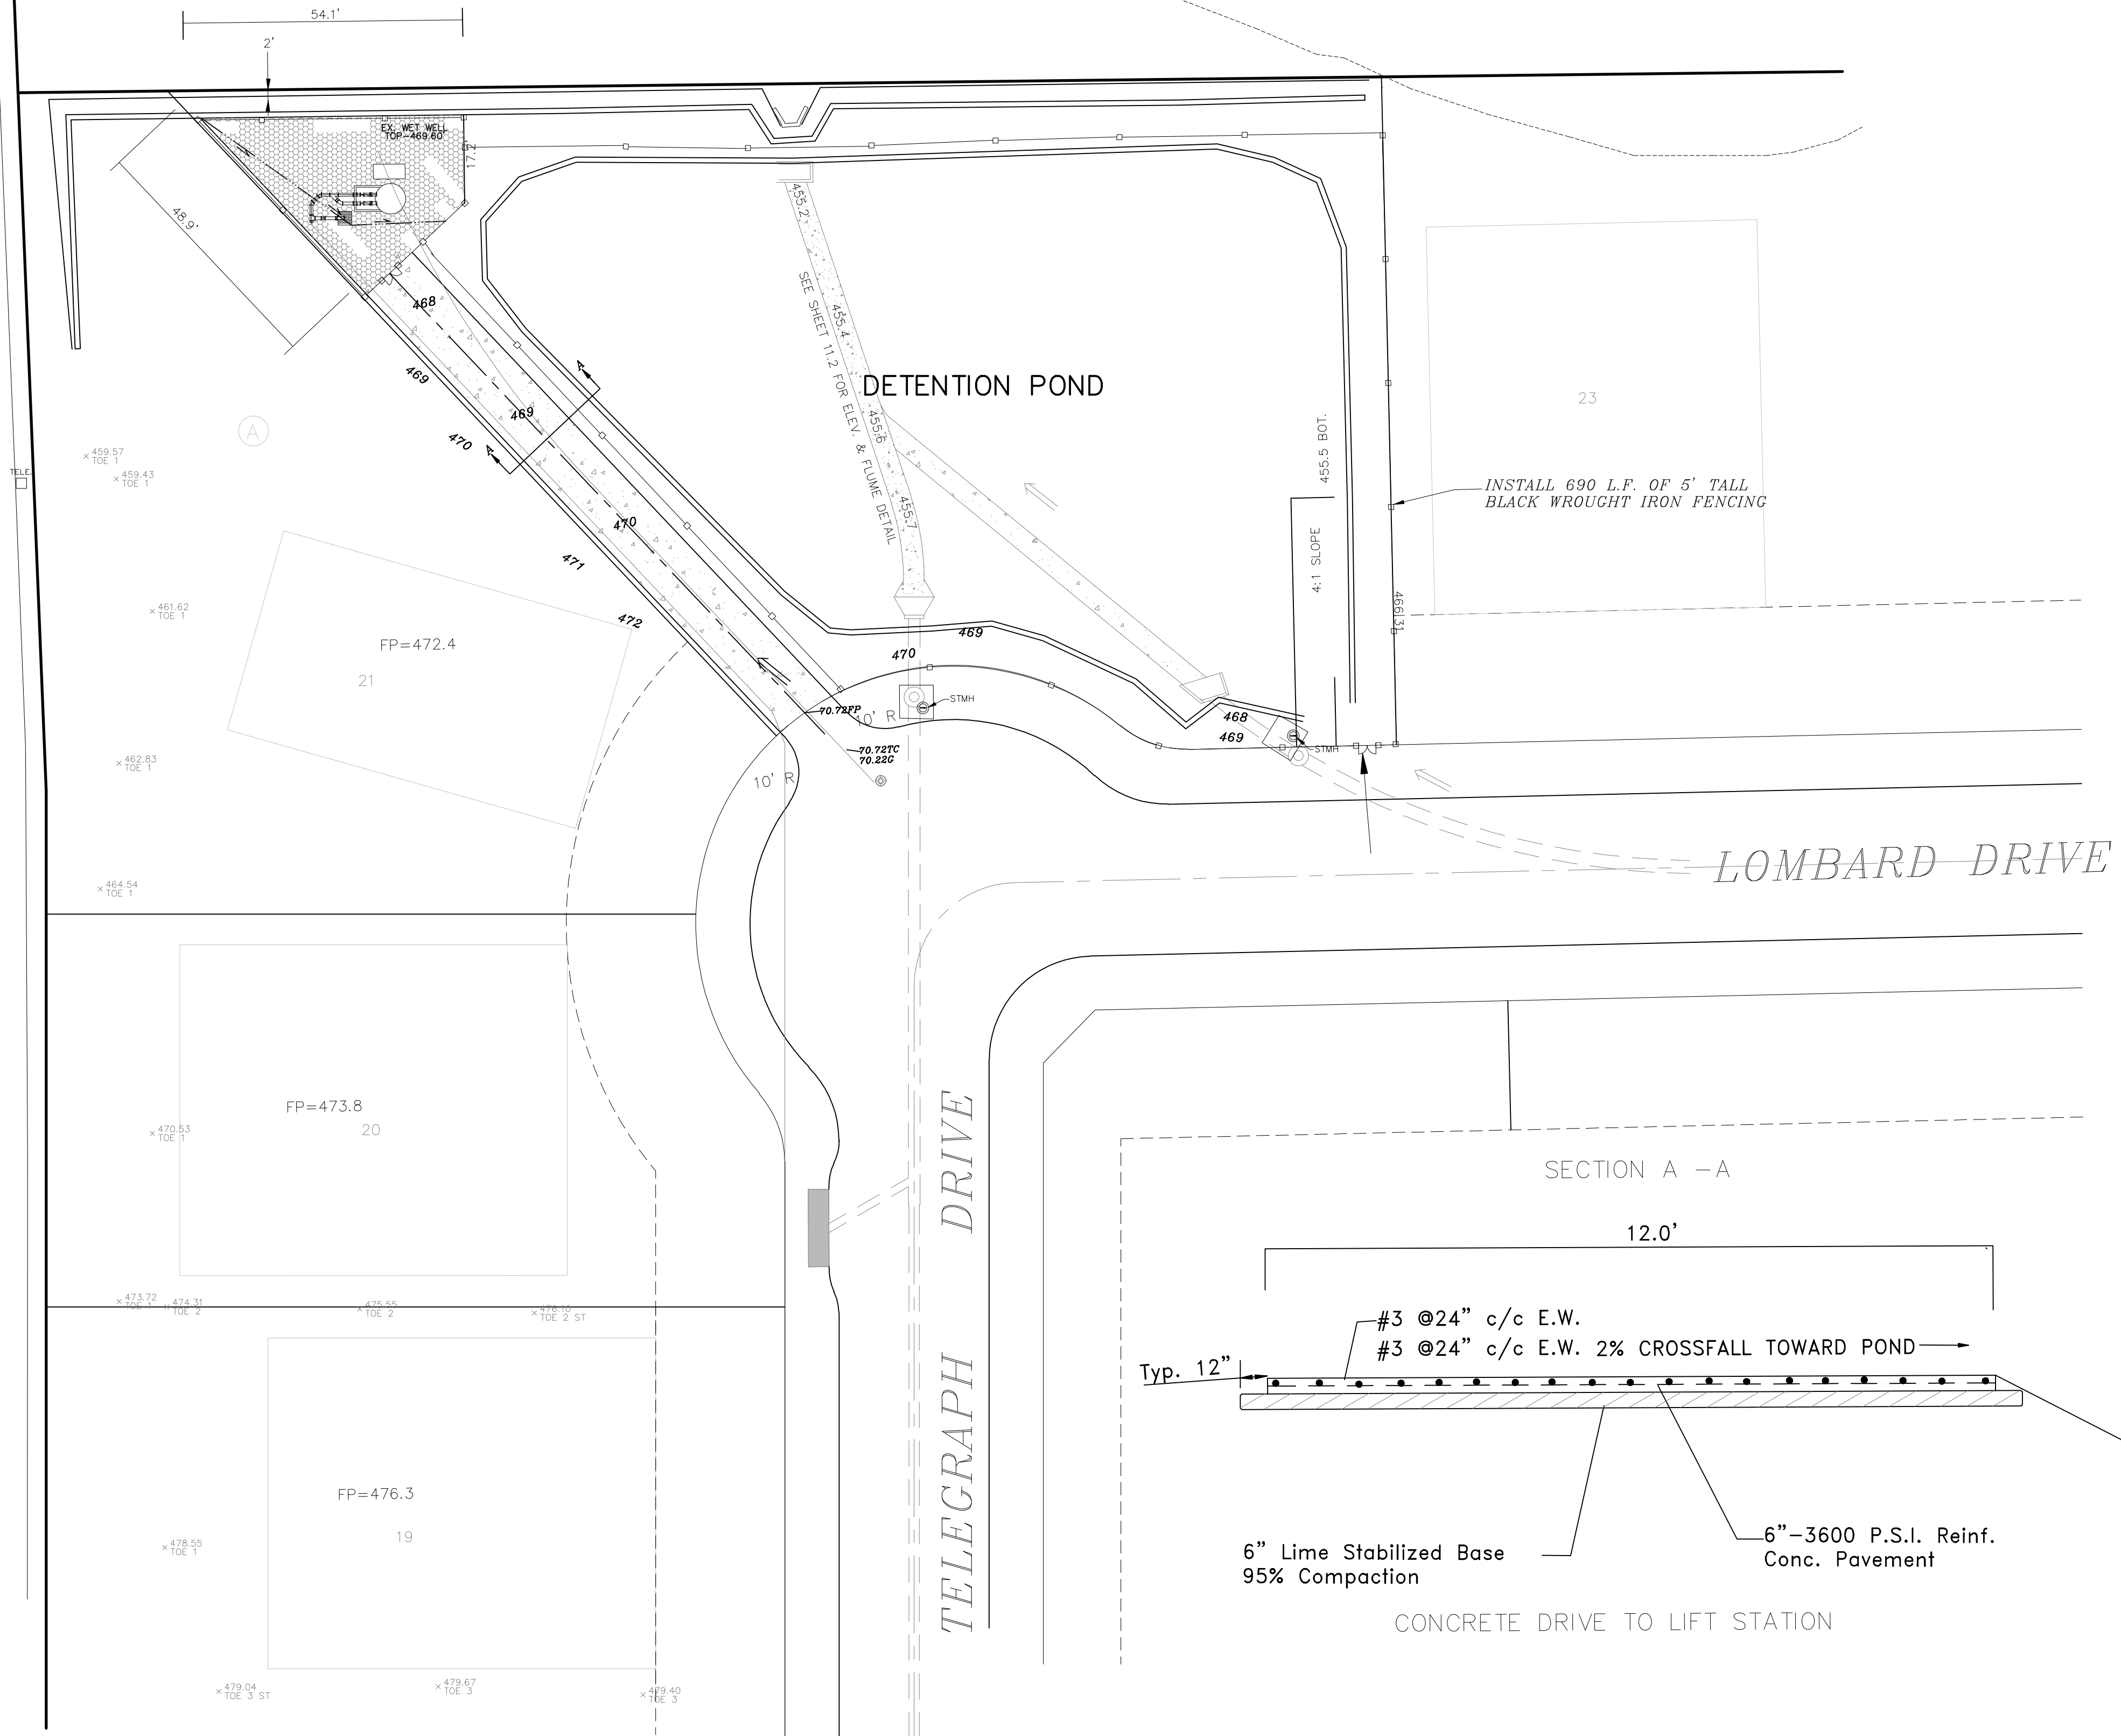 54.1'
2'
EX. WET WELL
TOP-469.60
17.2'
48.9'
455.2
SEE SHEET 11.2 FOR ELEV. & FLUME DETAIL
455.4
455.6
455.7
DETENTION POND
468
469
469
470
470
471
472
A
A
A
23
455.5 BOT.
4:1 SLOPE
466.31
INSTALL 690 L.F. OF 5' TALL
BLACK WROUGHT IRON FENCING
TELE.
459.57
TOE 1
459.43
TOE 1
461.62
TOE 1
462.83
TOE 1
464.54
TOE 1
FP=472.4
21
469
470
STMH
70.72FP
10' R
70.72TC
70.22G
10' R
468
469
STMH
LOMBARD DRIVE
TELEGRAPH DRIVE
FP=473.8
20
470.53
TOE 1
473.72
TOE 1
474.31
TOE 2
475.55
TOE 2
476.10
TOE 2 ST
FP=476.3
19
478.55
TOE 1
479.04
TOE 3 ST
479.67
TOE 3
479.40
TOE 3
SECTION A -A
12.0'
#3 @24" c/c E.W.
#3 @24" c/c E.W. 2% CROSSFALL TOWARD POND
Typ. 12"
6" Lime Stabilized Base
95% Compaction
6"-3600 P.S.I. Reinf.
Conc. Pavement
CONCRETE DRIVE TO LIFT STATION